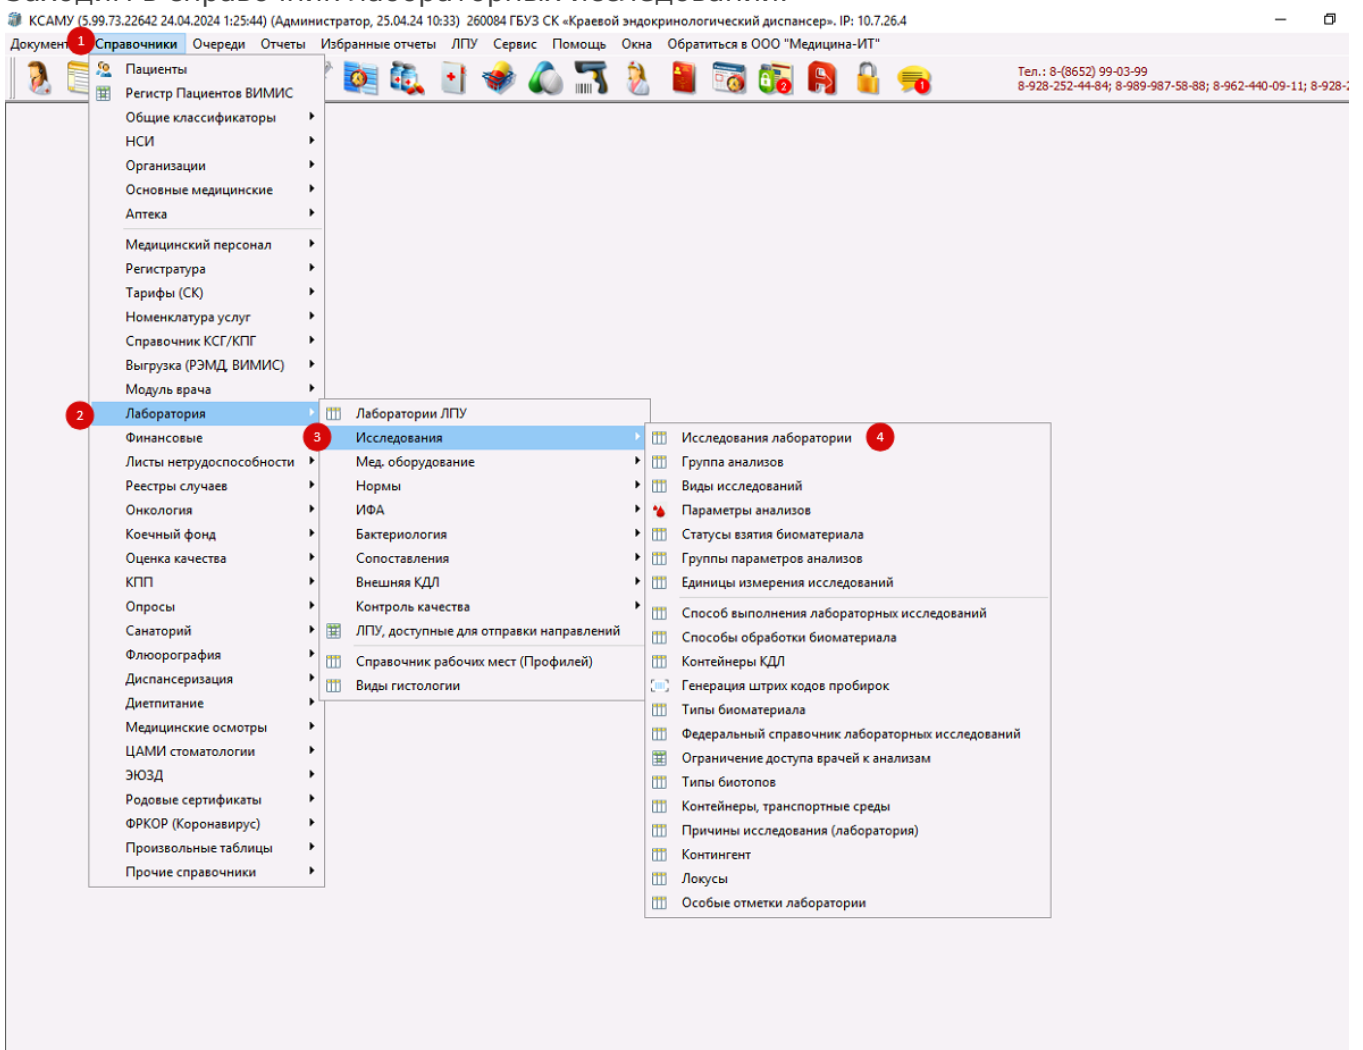 Заходим в справочник лабораторных исследований.
КСАМУ (5.99.73.22642 24.04.2024 1:25:44) (Администратор, 25.04.24 10:33) 260084 ГБУЗ СК «Краевой эндокринологический диспансер». IP: 10.7.26.4
Документ 1 Справочники Очереди Отчеты Избранные отчеты ЛПУ Сервис Помощь Окна Обратиться в ООО "Медицина-ИТ"
Тел.: 8-(8652) 99-03-99
8-928-252-44-84; 8-989-987-58-88; 8-962-440-09-11; 8-928-2
2
1
Пациенты
Регистр Пациентов ВИМИС
Общие классификаторы
НСИ
Организации
Основные медицинские
Аптека
Медицинский персонал
Регистратура
Тарифы (СК)
Номенклатура услуг
Справочник КСГ/КПГ
Выгрузка (РЭМД, ВИМИС)
Модуль врача
2 Лаборатория
Финансовые
Листы нетрудоспособности
Реестры случаев
Онкология
Коечный фонд
Оценка качества
КПП
Опросы
Санаторий
Флюорография
Диспансеризация
Диетпитание
Медицинские осмотры
ЦАМИ стоматологии
ЭЮЗД
Родовые сертификаты
ФРКОР (Коронавирус)
Произвольные таблицы
Прочие справочники
Лаборатории ЛПУ
3 Исследования
Мед. оборудование
Нормы
ИФА
Бактериология
Сопоставления
Внешняя КДЛ
Контроль качества
ЛПУ, доступные для отправки направлений
Справочник рабочих мест (Профилей)
Виды гистологии
Исследования лаборатории 4
Группа анализов
Виды исследований
Параметры анализов
Статусы взятия биоматериала
Группы параметров анализов
Единицы измерения исследований
Способ выполнения лабораторных исследований
Способы обработки биоматериала
Контейнеры КДЛ
Генерация штрих кодов пробирок
Типы биоматериала
Федеральный справочник лабораторных исследований
Ограничение доступа врачей к анализам
Типы биотопов
Контейнеры, транспортные среды
Причины исследования (лаборатория)
Контингент
Локусы
Особые отметки лаборатории